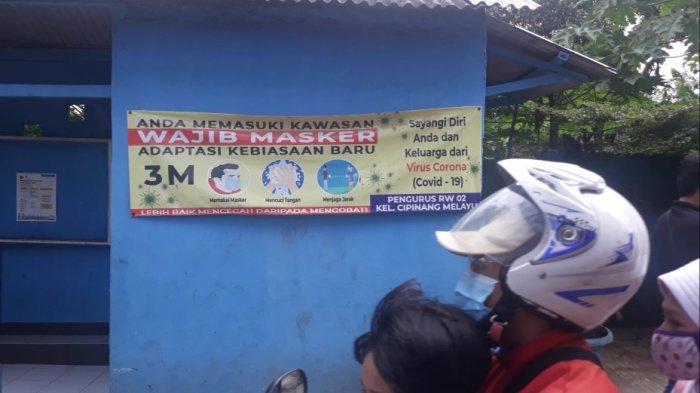 ANDA MEMASUKI KAWASAN
WAJIB MASKER
ADAPTASI KEBIASAAN BARU
3 M
Memakai Masker
Mencuci Tangan
Menjaga Jarak
LEBIH BAIK MENCEGAH DARIPADA MENGOBATI
Sayangi Diri
Anda dan
Keluarga dari
Virus Corona
(Covid - 19)
PENGURUS RW 02
KEL. CIPINANG MELAYU